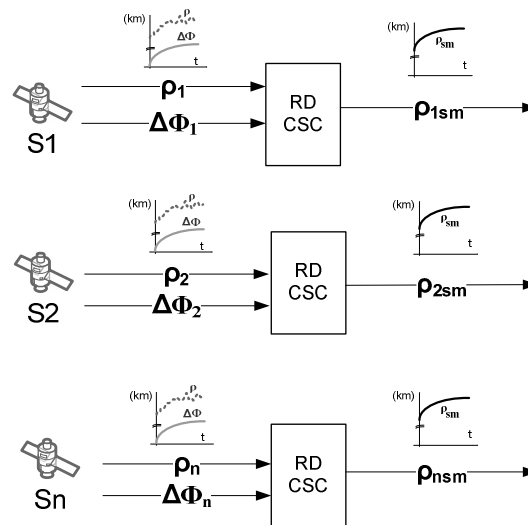 (km)
ρ
ΔΦ
t
ρ1
ΔΦ1
S1
RD
CSC
(km)
ρsm
t
ρ1sm
(km)
ρ
ΔΦ
t
ρ2
ΔΦ2
S2
RD
CSC
(km)
ρsm
t
ρ2sm
(km)
ρ
ΔΦ
t
ρn
ΔΦn
Sn
RD
CSC
(km)
ρsm
t
ρnsm